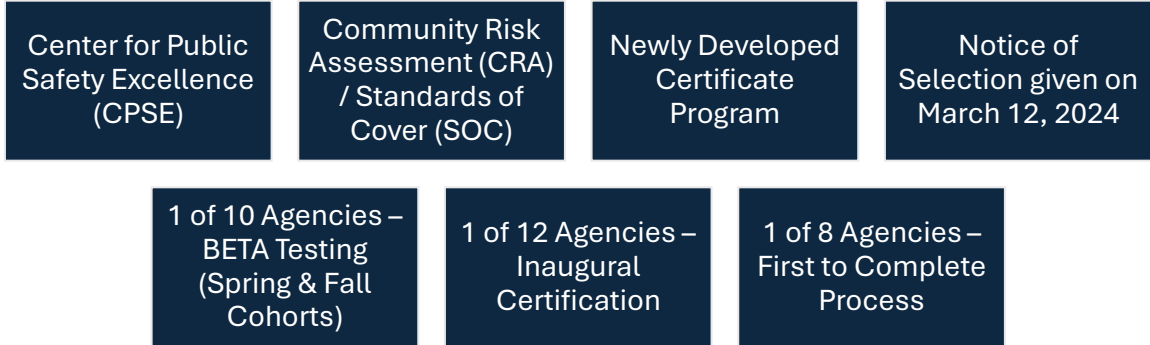 Center for Public
Safety Excellence
(CPSE)
Community Risk
Assessment (CRA)
/ Standards of
Cover (SOC)
Newly Developed
Certificate
Program
Notice of
Selection given on
March 12, 2024
1 of 10 Agencies –
BETA Testing
(Spring & Fall
Cohorts)
1 of 12 Agencies –
Inaugural
Certification
1 of 8 Agencies –
First to Complete
Process